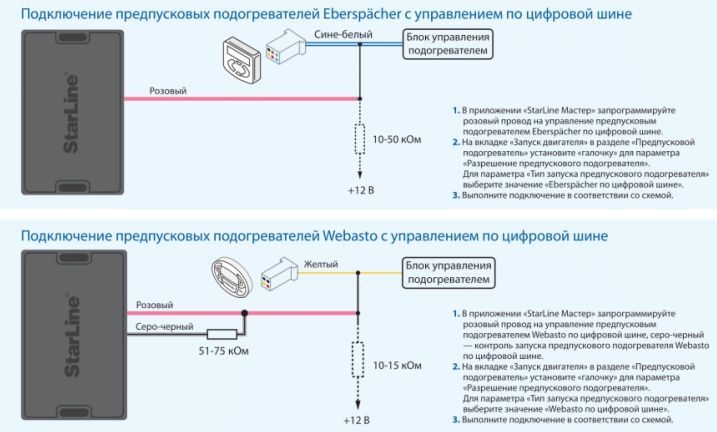 Подключение предпусковых подогревателей Eberspächer с управлением по цифровой шине
Сине-белый
Блок управления
подогревателем
Розовый
StarLine®
10-50 кОм
+12 В
1. В приложении «StarLine Мастер» запрограммируйте
розовый провод на управление предпусковым
подогревателем Eberspächer по цифровой шине.
2. На вкладке «Запуск двигателя» в разделе «Предпусковой
подогреватель» установите «галочку» для параметра
«Разрешение предпускового подогревателя».
Для параметра «Тип запуска предпускового подогревателя»
выберите значение «Eberspächer по цифровой шине».
3. Выполните подключение в соответствии со схемой.
Подключение предпусковых подогревателей Webasto с управлением по цифровой шине
Желтый
Блок управления
подогревателем
Розовый
Серо-черный
StarLine®
51-75 кОм
10-15 кОм
+12 В
1. В приложении «StarLine Мастер» запрограммируйте
розовый провод на управление предпусковым
подогревателем Webasto по цифровой шине, серо-черный
— контроль запуска предпускового подогревателя Webasto
по цифровой шине.
2. На вкладке «Запуск двигателя» в разделе «Предпусковой
подогреватель» установите «галочку» для параметра
«Разрешение предпускового подогревателя».
Для параметра «Тип запуска предпускового подогревателя»
выберите значение «Webasto по цифровой шине».
3. Выполните подключение в соответствии со схемой.